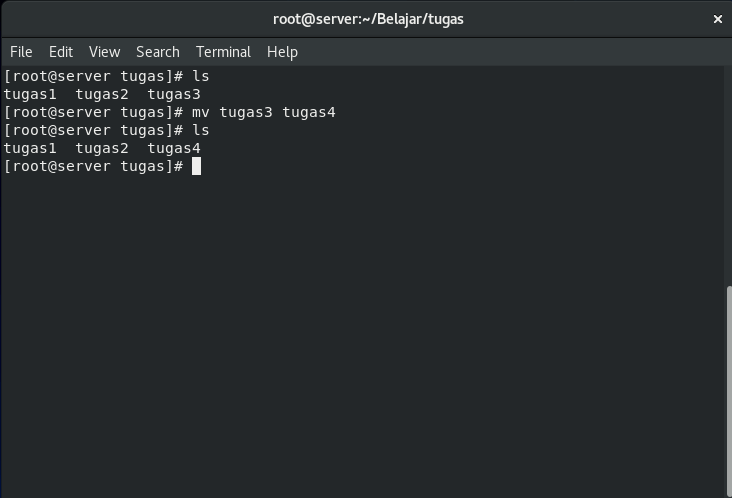 root@server:~/Belajar/tugas
File Edit View Search Terminal Help
[root@server tugas]# ls
tugas1 tugas2 tugas3
[root@server tugas]# mv tugas3 tugas4
[root@server tugas]# ls
tugas1 tugas2 tugas4
[root@server tugas]#